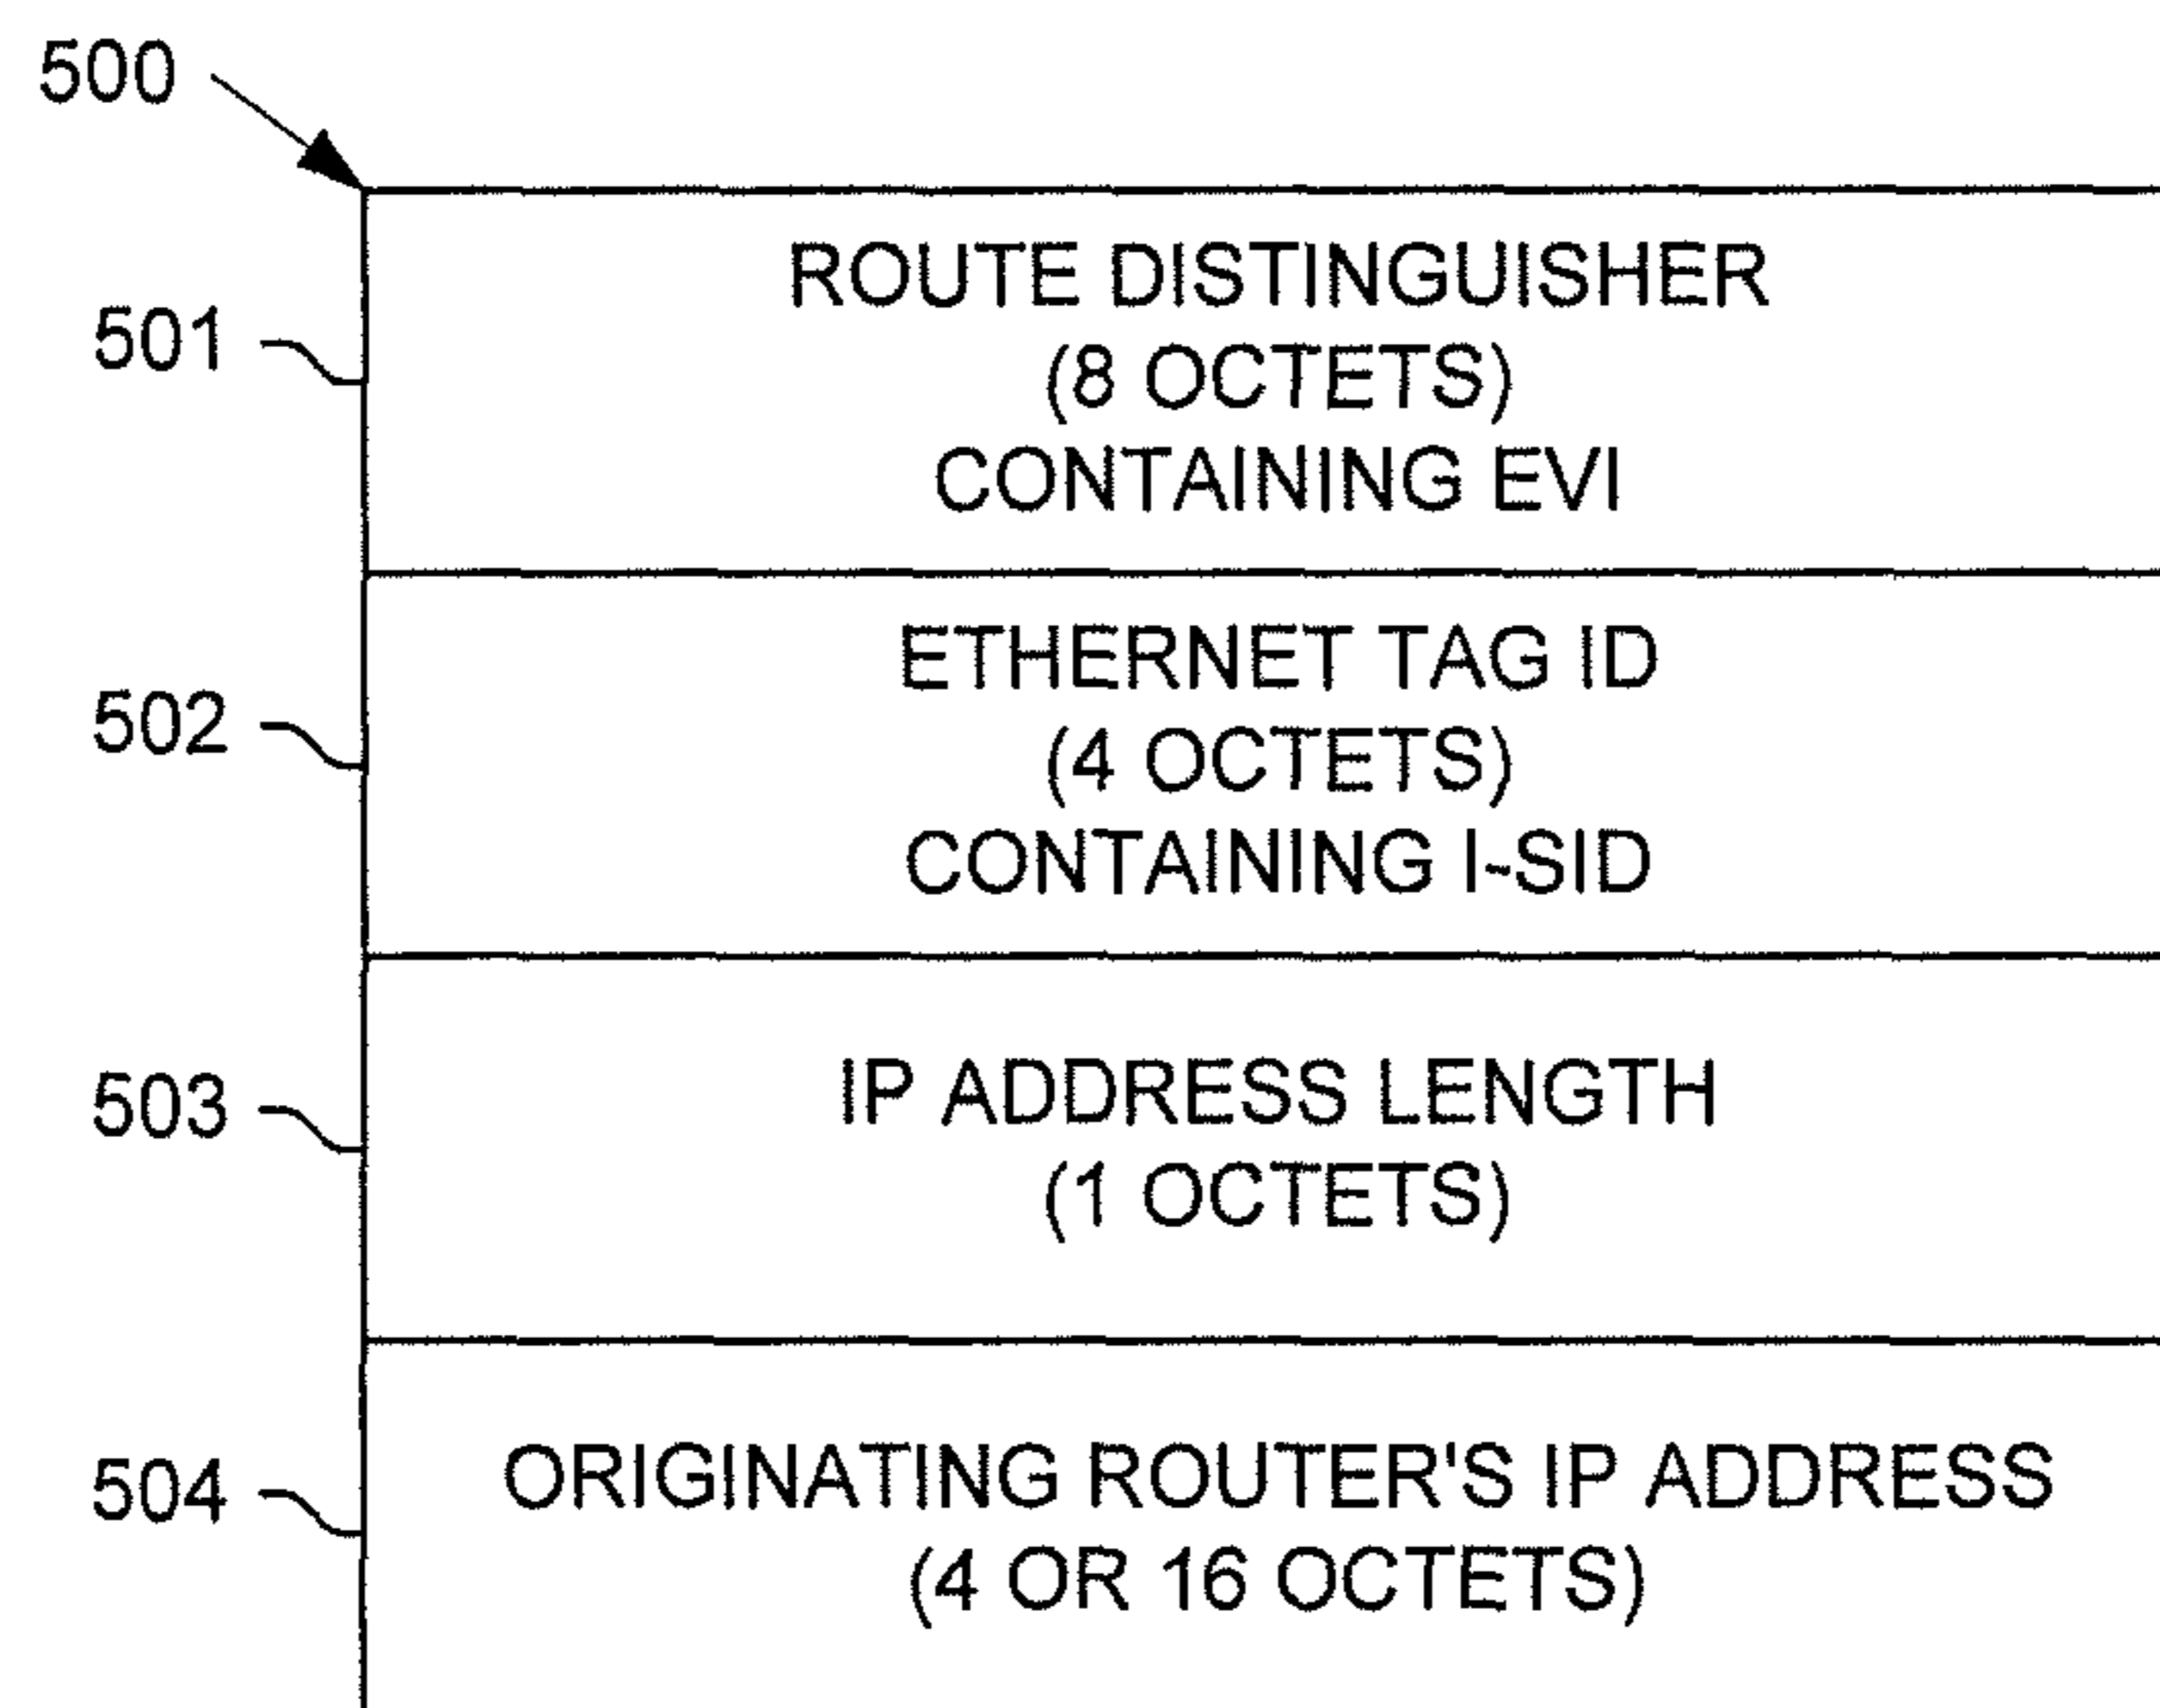 500
501
ROUTE DISTINGUISHER
(8 OCTETS)
CONTAINING EVI
502
ETHERNET TAG ID
(4 OCTETS)
CONTAINING I-SID
503
IP ADDRESS LENGTH
(1 OCTETS)
504
ORIGINATING ROUTER'S IP ADDRESS
(4 OR 16 OCTETS)